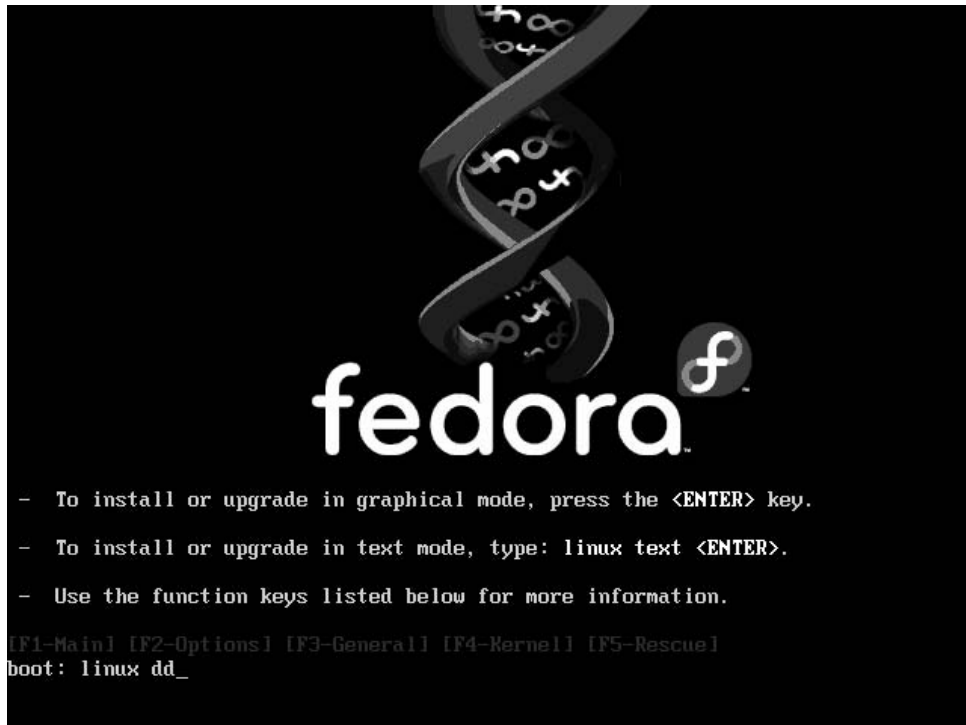 fedora
- To install or upgrade in graphical mode, press the <ENTER> key.
- To install or upgrade in text mode, type: linux text <ENTER>.
- Use the function keys listed below for more information.
[F1-Main] [F2-Options] [F3-General] [F4-Kernel] [F5-Rescue]
boot: linux dd_